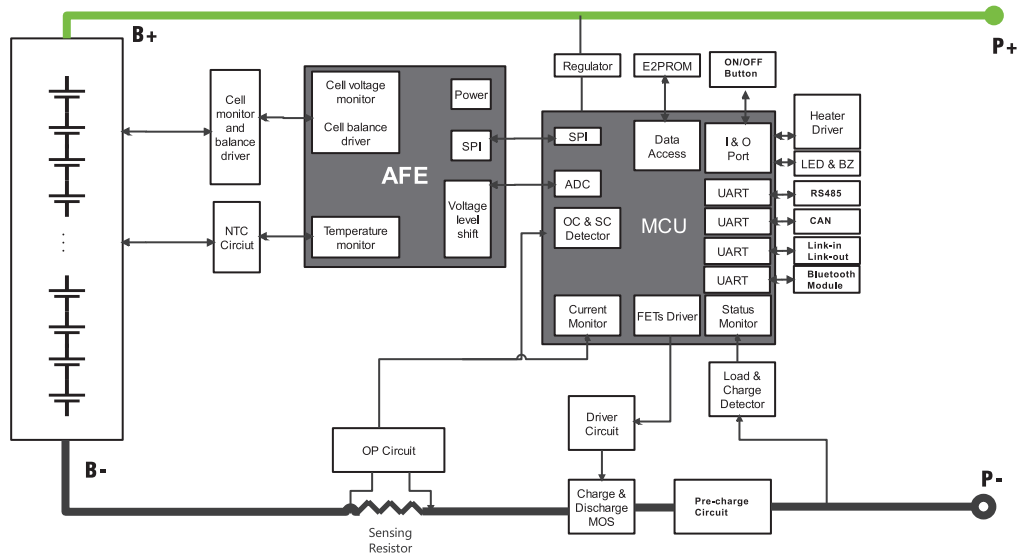 B+
P+
Regulator
E2PROM
ON/OFF
Button
Cell
monitor
and
balance
driver
Cell voltage
monitor
Cell balance
driver
Power
SPI
AFE
Voltage
level
shift
Temperature
monitor
NTC
Circiut
SPI
ADC
OC & SC
Detector
Data
Access
I & O
Port
MCU
UART
UART
UART
UART
Heater
Driver
LED & BZ
RS485
CAN
Link-in
Link-out
Bluetooth
Module
Current
Monitor
FETs Driver
Status
Monitor
Load &
Charge
Detector
Driver
Circuit
OP Circuit
B-
P-
Charge &
Discharge
MOS
Pre-charge
Circuit
Sensing
Resistor